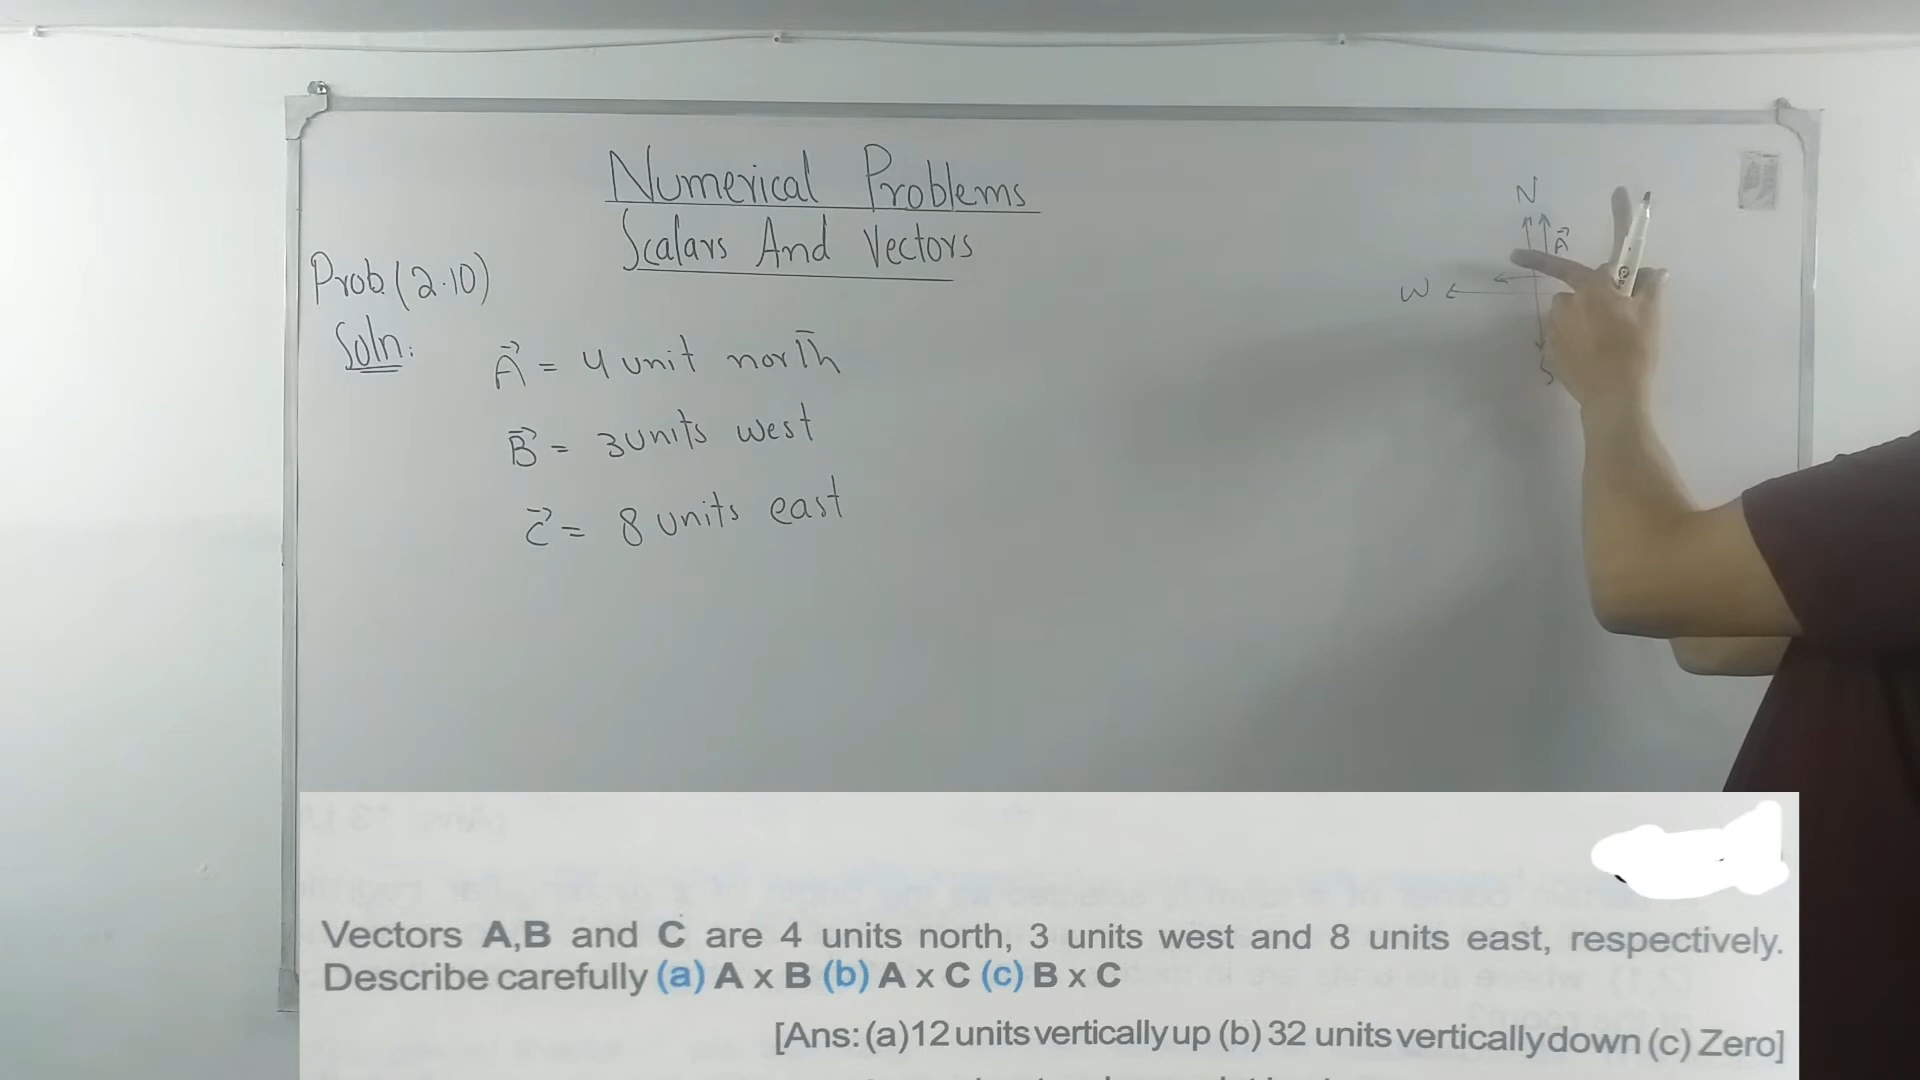 Numerical Problems
Scalars And Vectors
Prob.(2.10)
Soln:
A⃗ = 4 unit north
B⃗ = 3 units west
C⃗ = 8 units east
N
A⃗
W
S
Vectors A,B and C are 4 units north, 3 units west and 8 units east, respectively.
Describe carefully (a) A x B (b) A x C (c) B x C
[Ans: (a)12 units vertically up (b) 32 units vertically down (c) Zero]